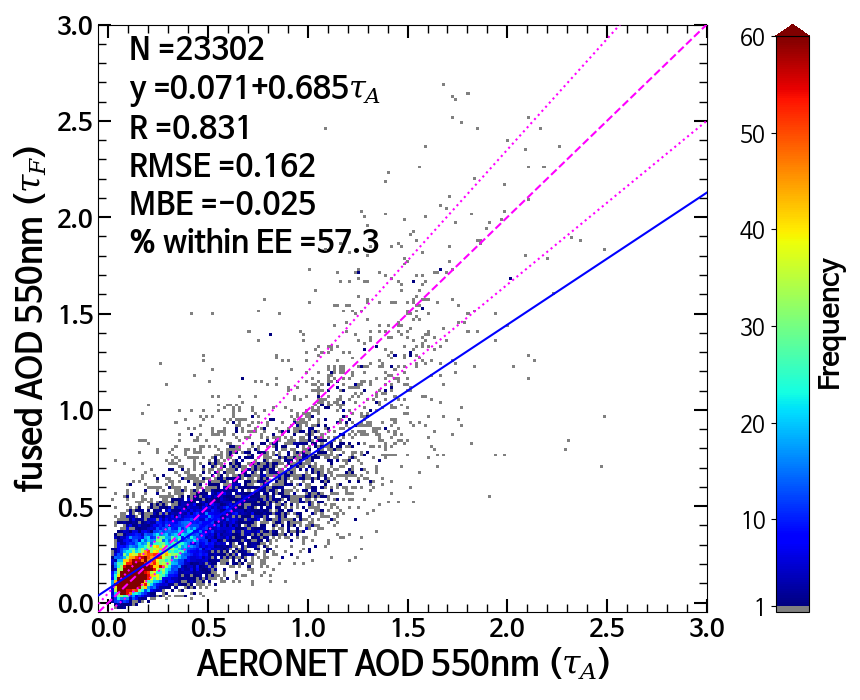 N =23302
y =0.071+0.685τA
R =0.831
RMSE =0.162
MBE =−0.025
% within EE =57.3
fused AOD 550nm (τF)
3.0
2.5
2.0
1.5
1.0
0.5
0.0
0.0 0.5 1.0 1.5 2.0 2.5 3.0
AERONET AOD 550nm (τA)
60
50
40
30
20
10
1
Frequency